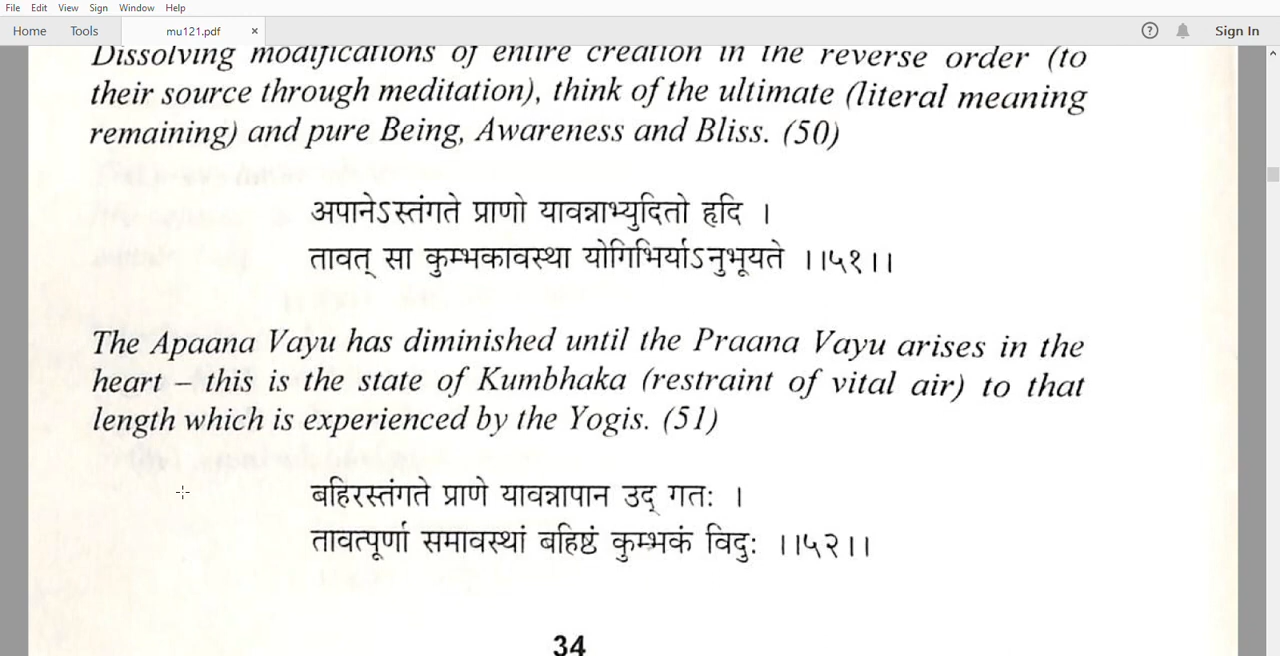 File Edit View Sign Window Help
Home Tools mu121.pdf × ? Sign In
Dissolving modifications of entire creation in the reverse order (to
their source through meditation), think of the ultimate (literal meaning
remaining) and pure Being, Awareness and Bliss. (50)
अपानेऽस्तंगते प्राणो यावन्नाभ्युदितो हृदि ।
तावत् सा कुम्भकावस्था योगिभिर्याऽनुभूयते ।।५१।।
The Apaana Vayu has diminished until the Praana Vayu arises in the
heart – this is the state of Kumbhaka (restraint of vital air) to that
length which is experienced by the Yogis. (51)
बहिरस्तंगते प्राणे यावन्नापान उद् गतः ।
तावत्पूर्णा समावस्थां बहिष्ठं कुम्भकं विदुः ।।५२।।
34